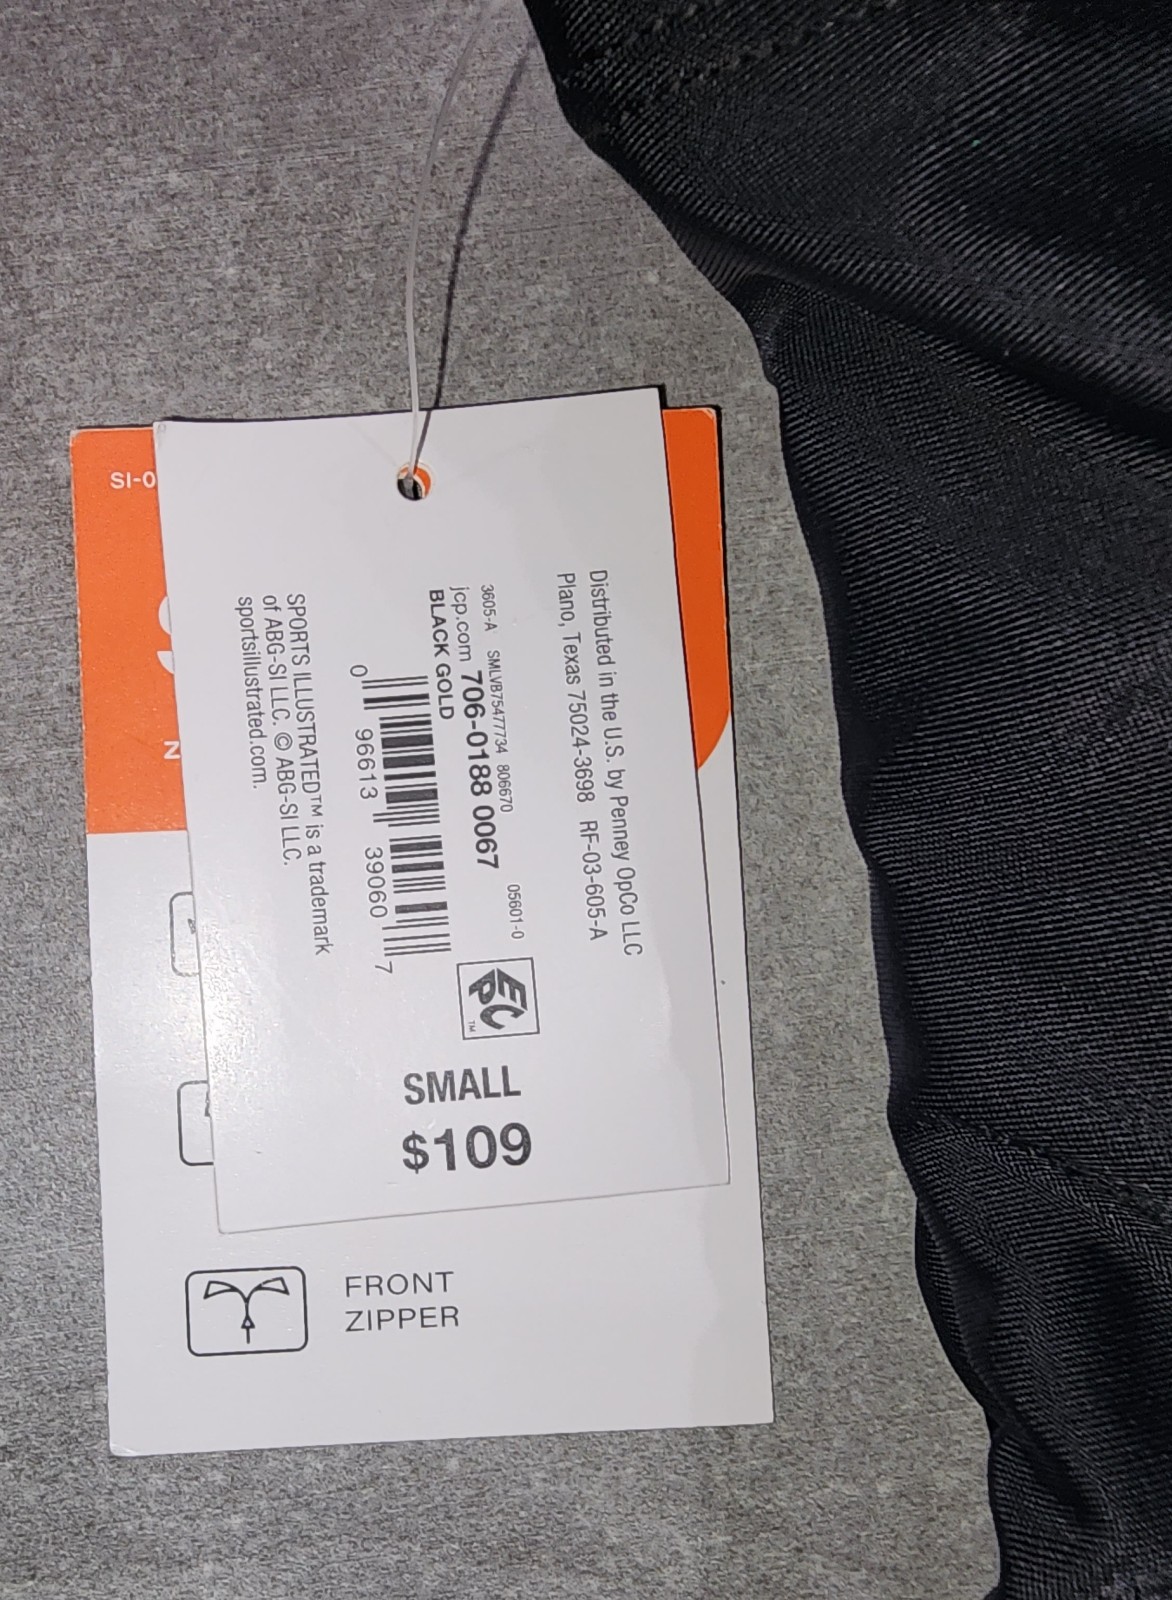 SI-0
N
Distributed in the U.S. by Penney OpCo LLC
Plano, Texas 75024-3698 RF-03-605-A
05601-0
3605-A SMLVB75477734 806670
jcp.com 706-0188 0067
BLACK GOLD
0 96613 39060 7
SPORTS ILLUSTRATED™ is a trademark
of ABG-SI LLC. © ABG-SI LLC.
sportsillustrated.com.
EPC ™
SMALL
$109
FRONT
ZIPPER